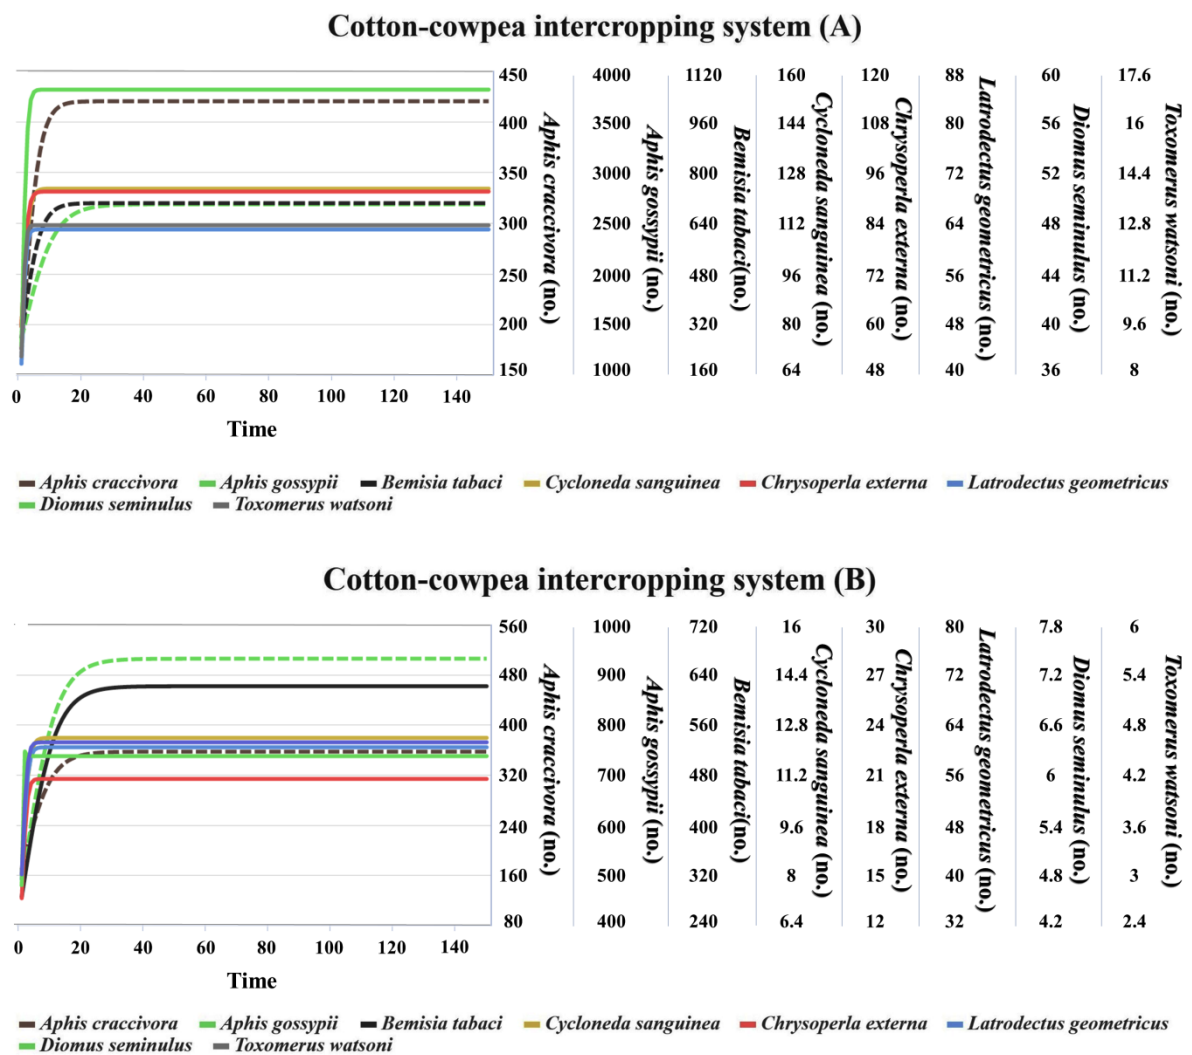 Cotton-cowpea intercropping system (A)
450 4000 1120 160 120 88 60 17.6
400 3500 960 144 108 80 56 16
350 3000 800 128 96 72 52 14.4
300 2500 640 112 84 64 48 12.8
250 2000 480 96 72 56 44 11.2
200 1500 320 80 60 48 40 9.6
150 1000 160 64 48 40 36 8
Aphis craccivora (no.)
Aphis gossypii (no.)
Bemisia tabaci(no.)
Cycloneda sanguinea (no.)
Chrysoperla externa (no.)
Latrodectus geometricus (no.)
Diomus seminulus (no.)
Toxomerus watsoni (no.)
0 20 40 60 80 100 120 140
Time
Aphis craccivora Aphis gossypii Bemisia tabaci Cycloneda sanguinea Chrysoperla externa Latrodectus geometricus
Diomus seminulus Toxomerus watsoni
Cotton-cowpea intercropping system (B)
560 1000 720 16 30 80 7.8 6
480 900 640 14.4 27 72 7.2 5.4
400 800 560 12.8 24 64 6.6 4.8
320 700 480 11.2 21 56 6 4.2
240 600 400 9.6 18 48 5.4 3.6
160 500 320 8 15 40 4.8 3
80 400 240 6.4 12 32 4.2 2.4
Aphis craccivora (no.)
Aphis gossypii (no.)
Bemisia tabaci(no.)
Cycloneda sanguinea (no.)
Chrysoperla externa (no.)
Latrodectus geometricus (no.)
Diomus seminulus (no.)
Toxomerus watsoni (no.)
0 20 40 60 80 100 120 140
Time
Aphis craccivora Aphis gossypii Bemisia tabaci Cycloneda sanguinea Chrysoperla externa Latrodectus geometricus
Diomus seminulus Toxomerus watsoni